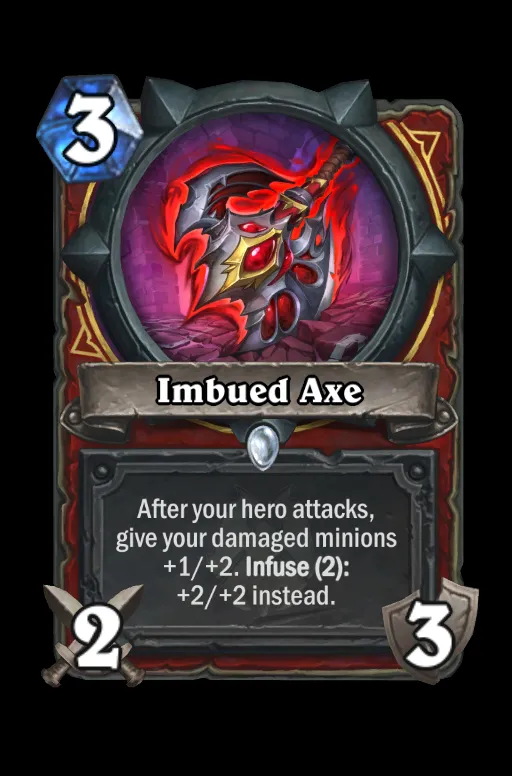 3
Imbued Axe
After your hero attacks,
give your damaged minions
+1/+2. Infuse (2):
+2/+2 instead.
2
3